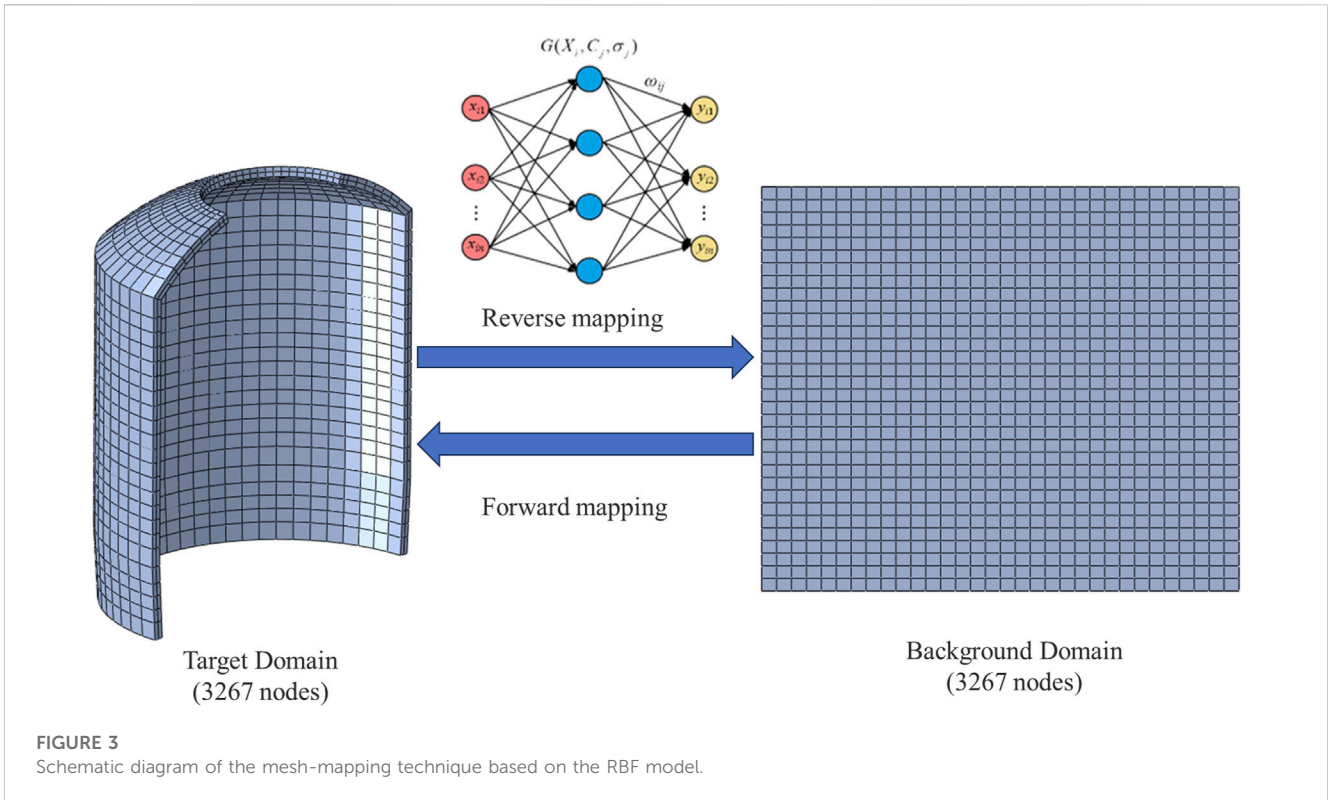 G(X_i, C_j, σ_j)
ω_ij
x_i1
y_i1
x_i2
y_i2
⋮
⋮
x_in
y_in
Reverse mapping
Forward mapping
Target Domain
(3267 nodes)
Background Domain
(3267 nodes)
FIGURE 3
Schematic diagram of the mesh-mapping technique based on the RBF model.